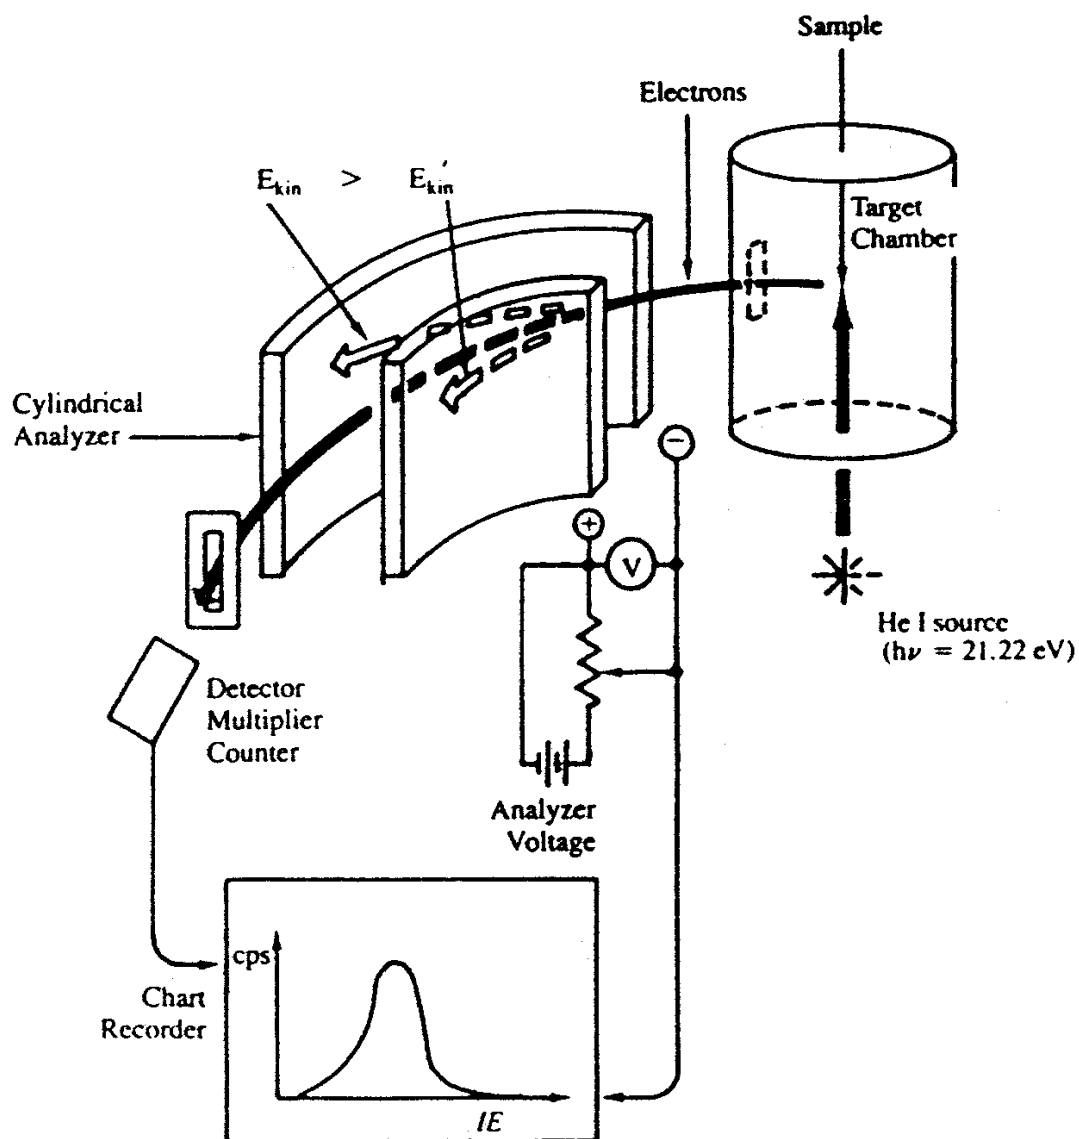 Sample
Electrons
E_kin > E'_kin
Target
Chamber
Cylindrical
Analyzer
−
+
V
He I source
(hν = 21.22 eV)
Detector
Multiplier
Counter
Analyzer
Voltage
cps
Chart
Recorder
IE